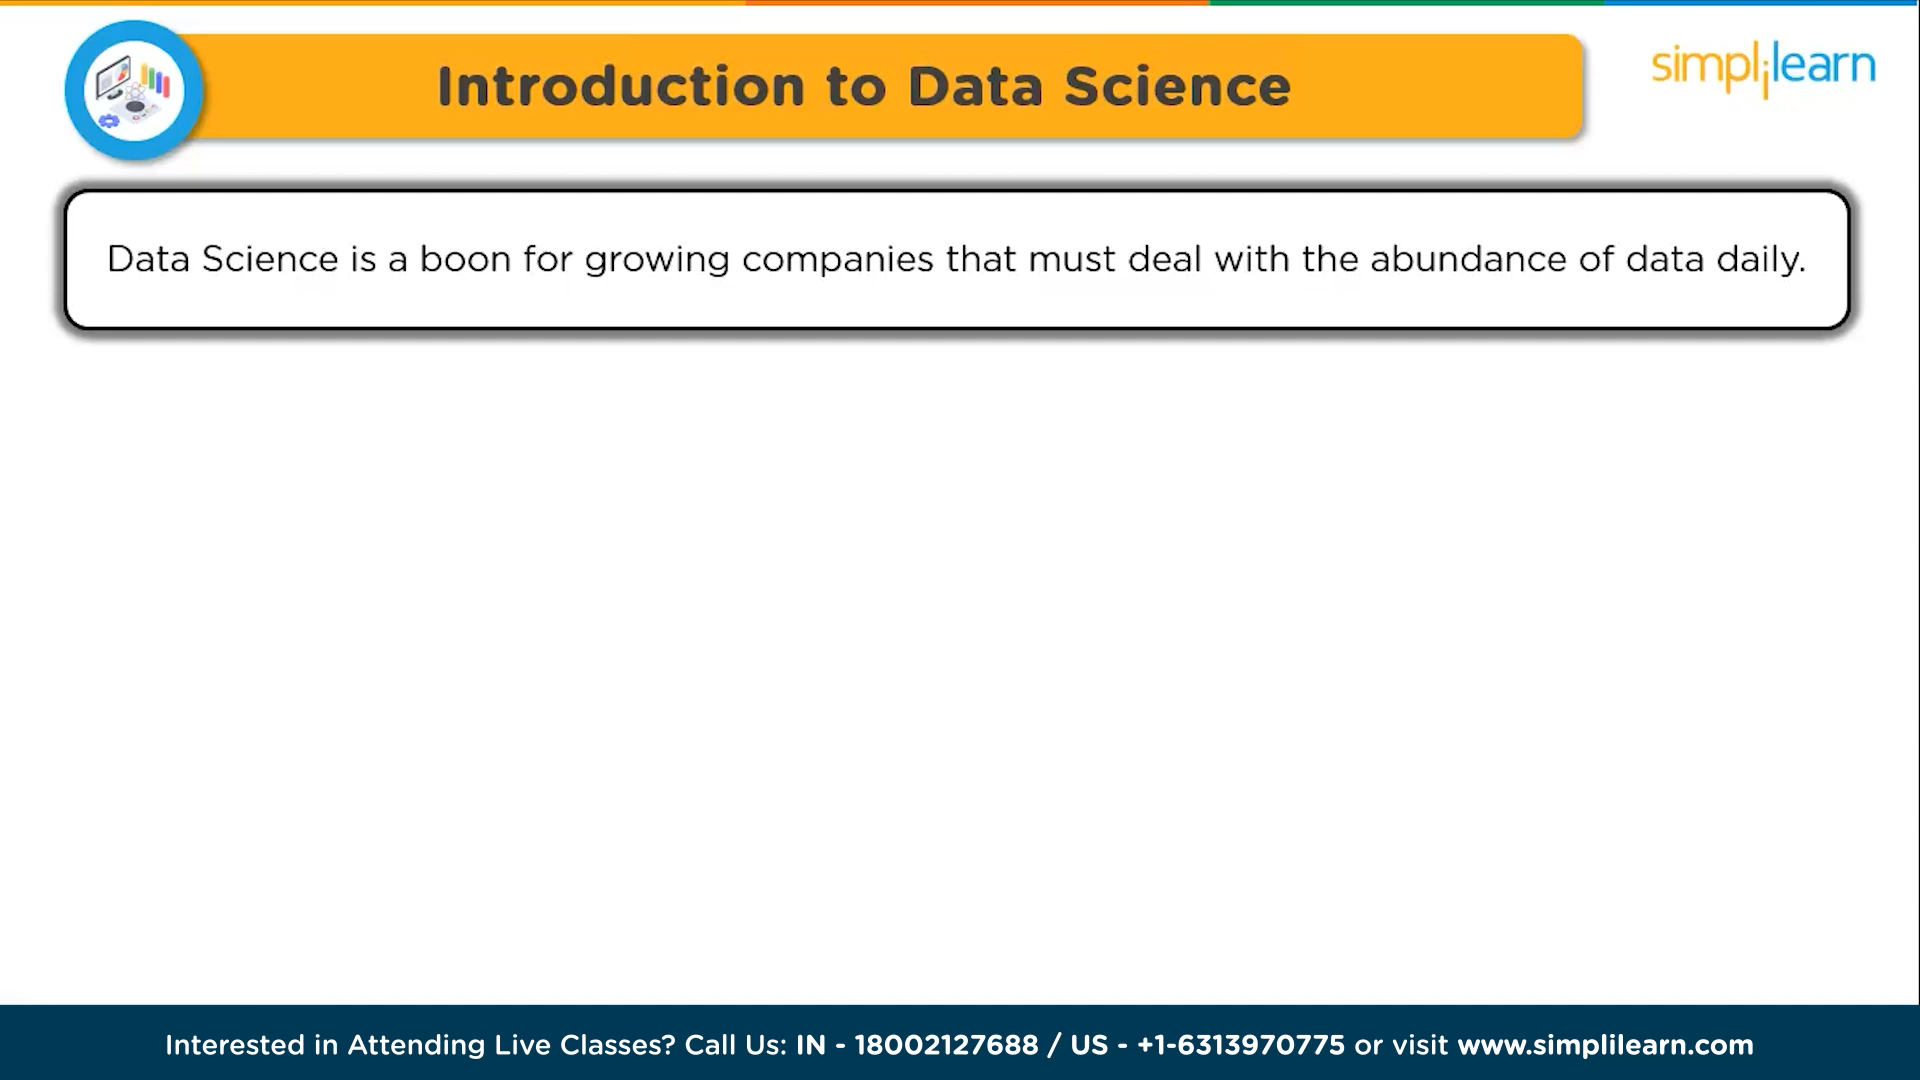 Introduction to Data Science
simplilearn
Data Science is a boon for growing companies that must deal with the abundance of data daily.
Interested in Attending Live Classes? Call Us: IN - 18002127688 / US - +1-6313970775 or visit www.simplilearn.com